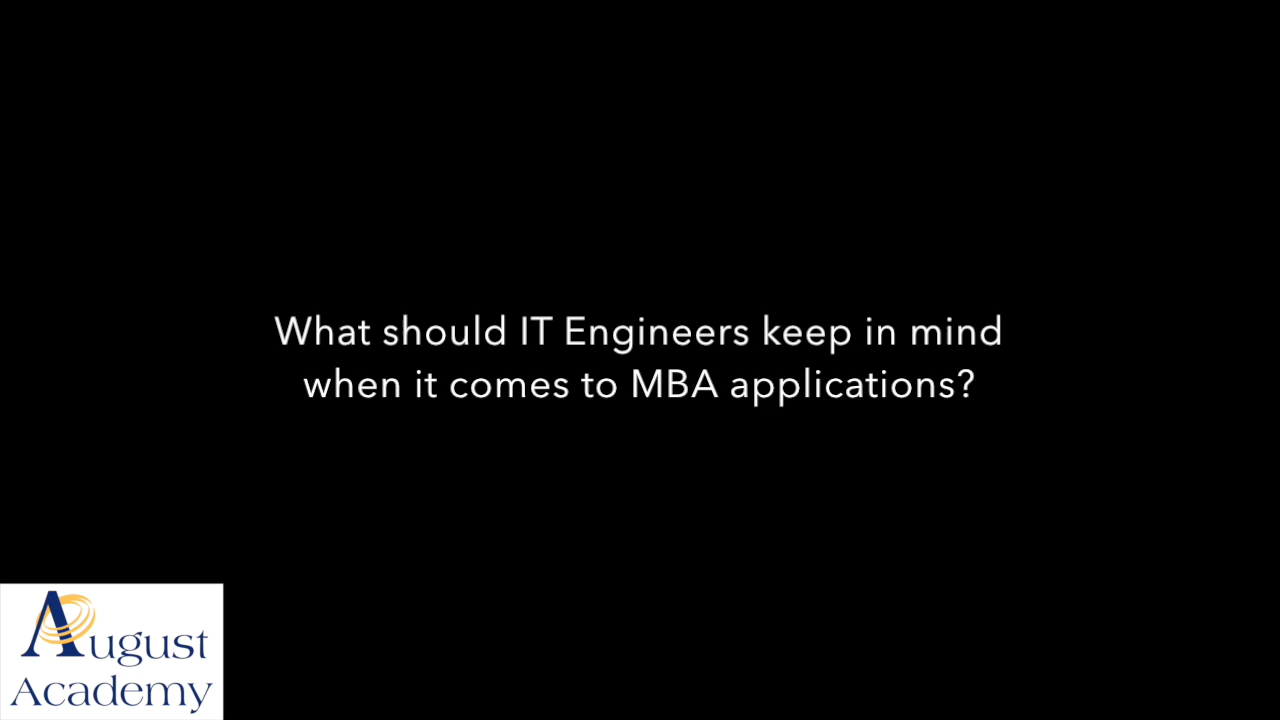 What should IT Engineers keep in mind
when it comes to MBA applications?
August
Academy